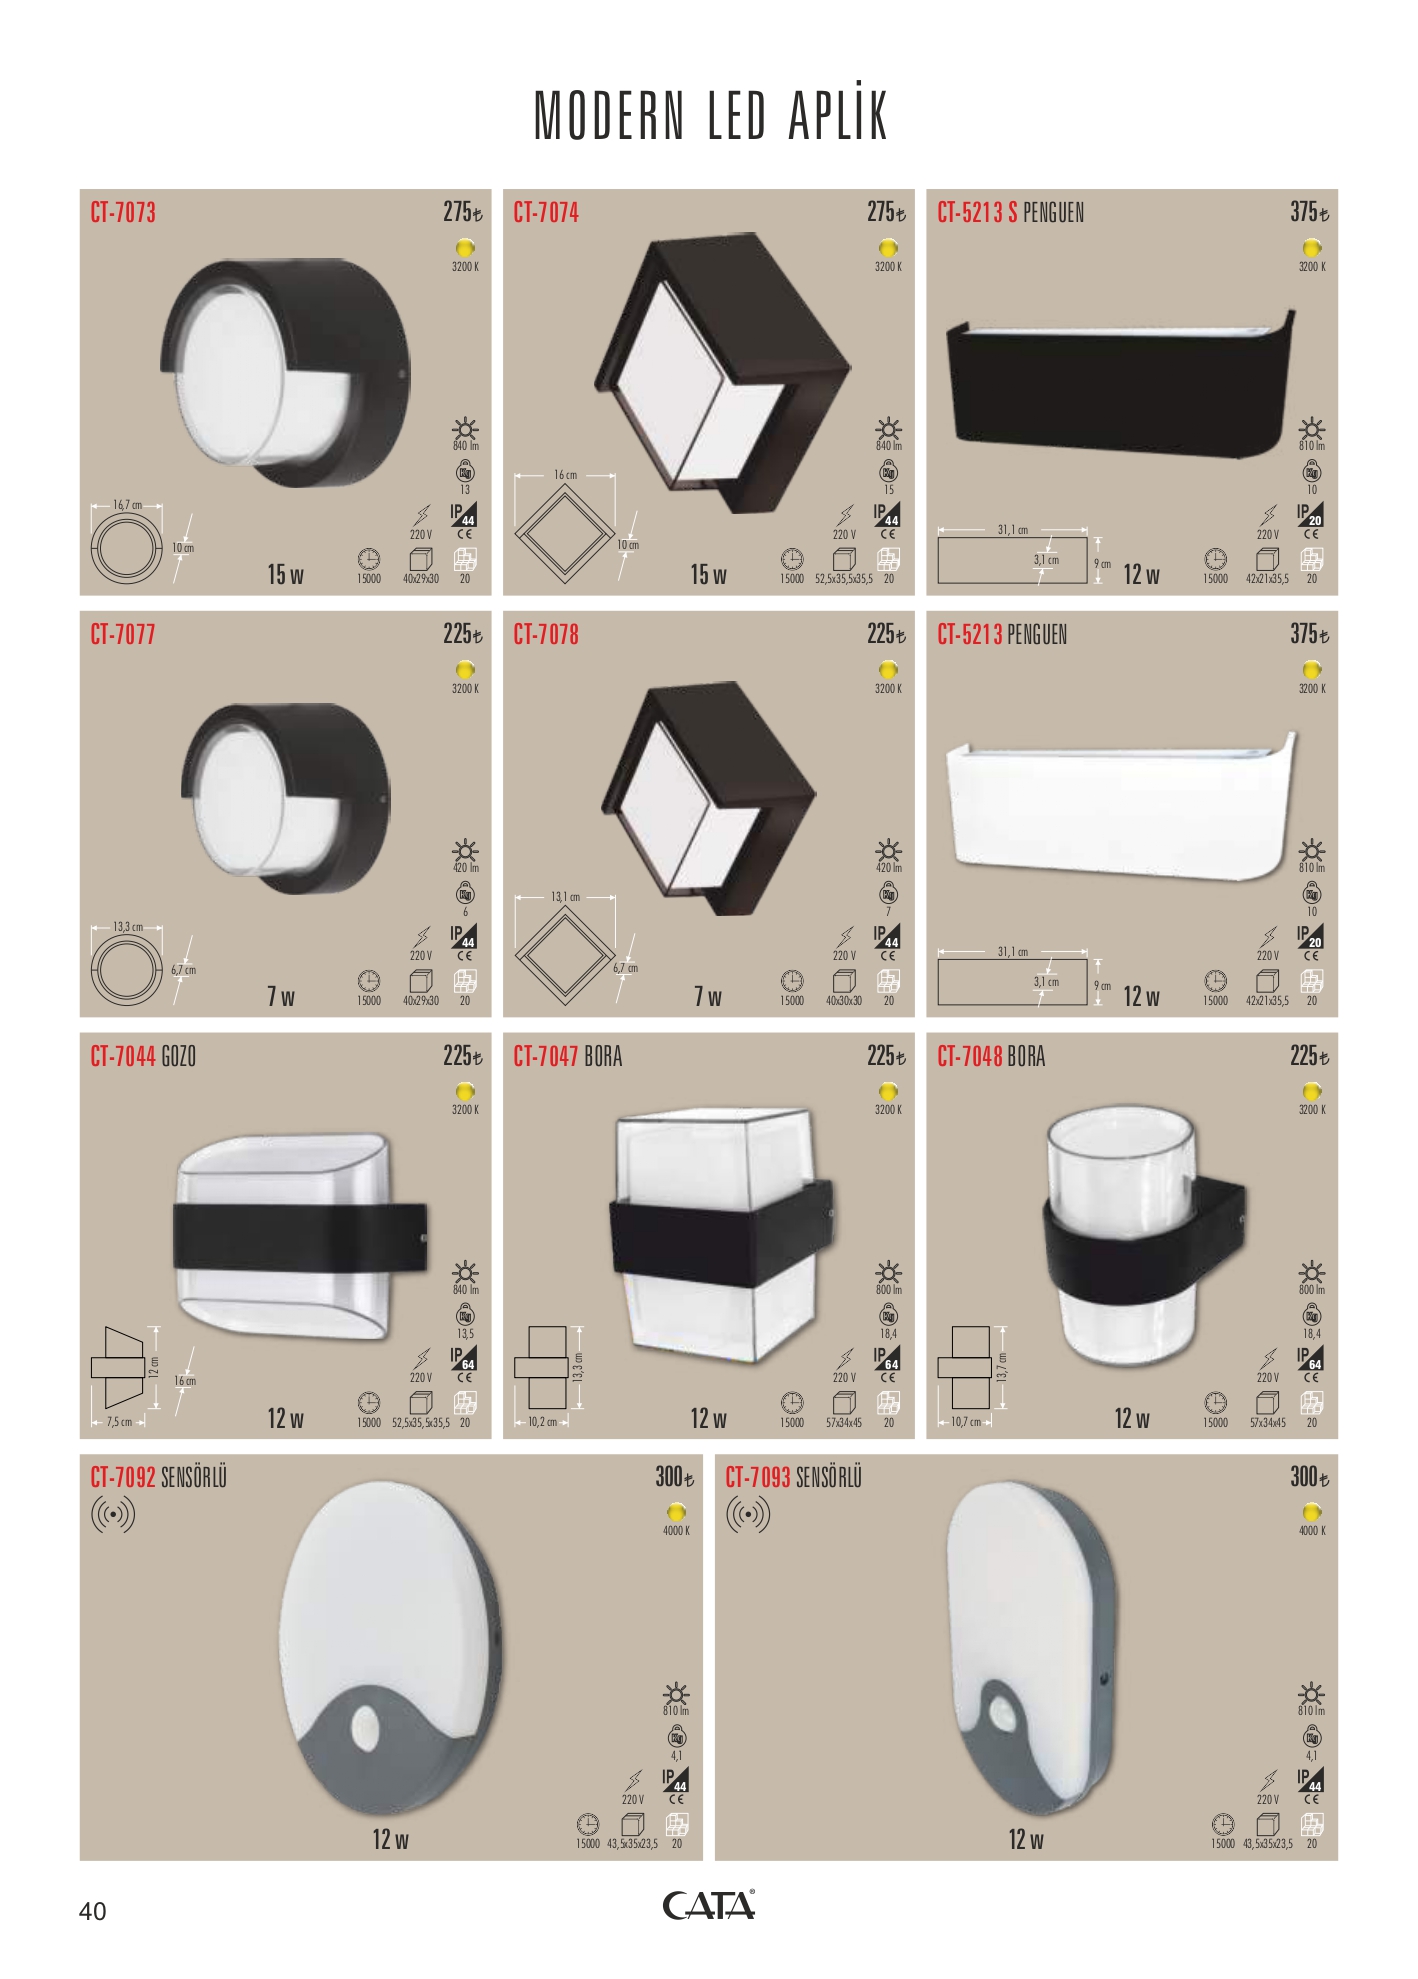 MODERN LED APLİK
CT-7073
275₺
3200 K
840 lm
Kg
13
16,7 cm
10 cm
220 V
IP 44
CE
15 w
15000
40x29x30
20
CT-7074
275₺
3200 K
840 lm
Kg
15
16 cm
10 cm
220 V
IP 44
CE
15 w
15000
52,5x35,5x35,5
20
CT-5213 S PENGUEN
375₺
3200 K
810 lm
Kg
10
31,1 cm
3,1 cm
9 cm
220 V
IP 20
CE
12 w
15000
42x21x35,5
20
CT-7077
225₺
3200 K
420 lm
Kg
6
13,3 cm
6,7 cm
220 V
IP 44
CE
7 w
15000
40x29x30
20
CT-7078
225₺
3200 K
420 lm
Kg
7
13,1 cm
6,7 cm
220 V
IP 44
CE
7 w
15000
40x30x30
20
CT-5213 PENGUEN
375₺
3200 K
810 lm
Kg
10
31,1 cm
3,1 cm
9 cm
220 V
IP 20
CE
12 w
15000
42x21x35,5
20
CT-7044 GOZO
225₺
3200 K
840 lm
Kg
13,5
12 cm
16 cm
7,5 cm
220 V
IP 64
CE
12 w
15000
52,5x35,5x35,5
20
CT-7047 BORA
225₺
3200 K
800 lm
Kg
18,4
13,3 cm
10,2 cm
220 V
IP 64
CE
12 w
15000
57x34x45
20
CT-7048 BORA
225₺
3200 K
800 lm
Kg
18,4
13,7 cm
10,7 cm
220 V
IP 64
CE
12 w
15000
57x34x45
20
CT-7092 SENSÖRLÜ
300₺
4000 K
810 lm
Kg
4,1
220 V
IP 44
CE
12 w
15000
43,5x35x23,5
20
CT-7093 SENSÖRLÜ
300₺
4000 K
810 lm
Kg
4,1
220 V
IP 44
CE
12 w
15000
43,5x35x23,5
20
40
CATA®